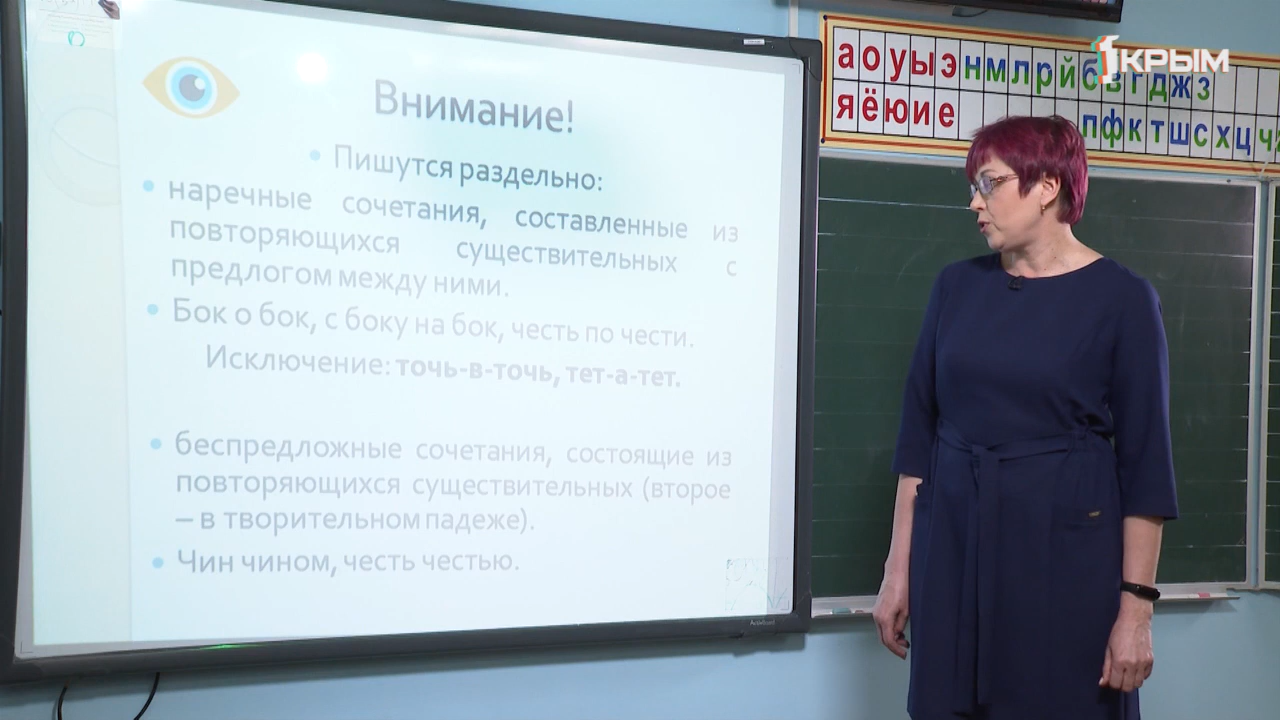 1КРЫМ
а о у ы э н м л р й б в г д ж з
я ё ю и е п ф к т ш с х ц ч
Внимание!
• Пишутся раздельно:
• наречные сочетания, составленные из
повторяющихся существительных с
предлогом между ними.
• Бок о бок, с боку на бок, честь по чести.
Исключение: точь-в-точь, тет-а-тет.
• беспредложные сочетания, состоящие из
повторяющихся существительных (второе
– в творительном падеже).
• Чин чином, честь честью.